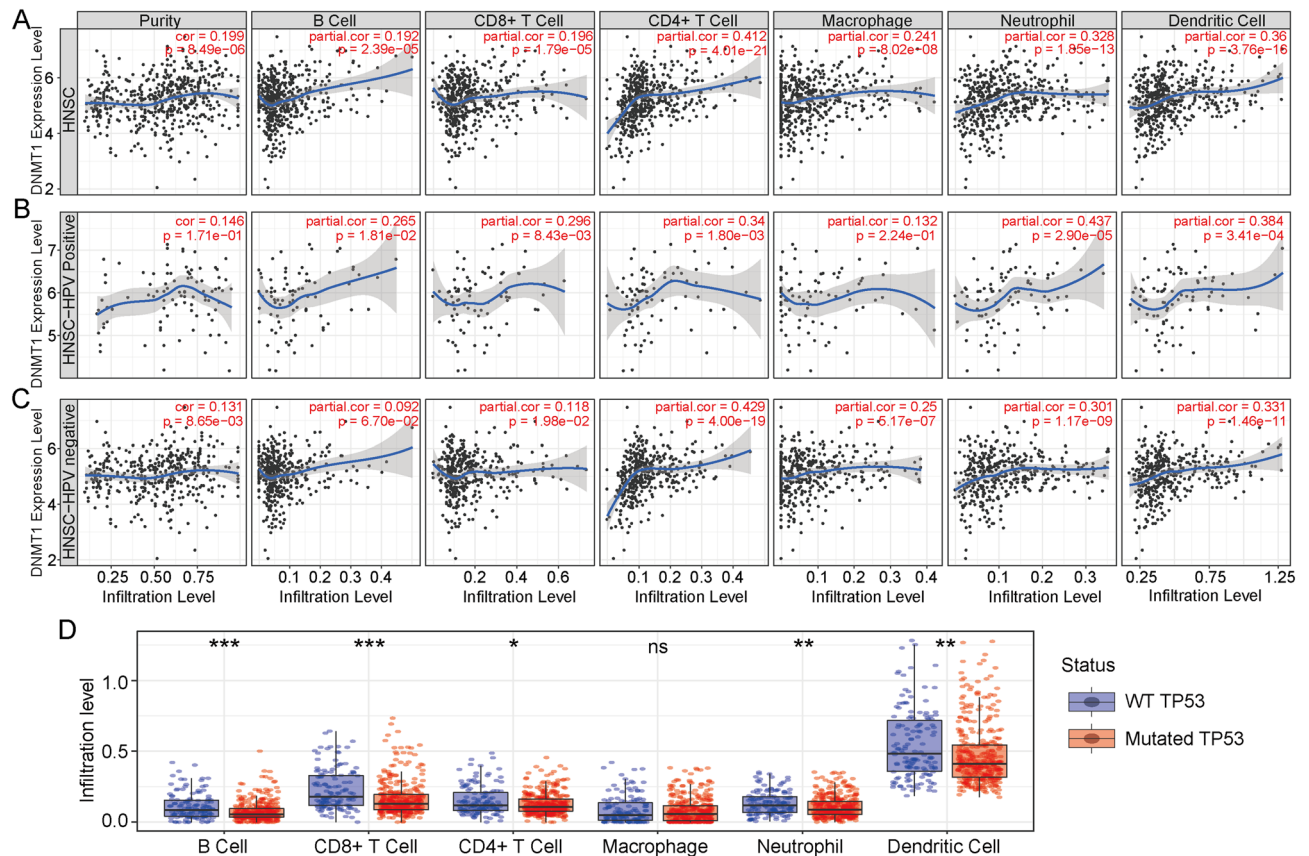 A
Purity
B Cell
CD8+ T Cell
CD4+ T Cell
Macrophage
Neutrophil
Dendritic Cell
DNMT1 Expression Level
HNSC
6
4
2
cor = 0.199
p = 8.49e−06
partial.cor = 0.192
p = 2.39e−05
partial.cor = 0.196
p = 1.79e−05
partial.cor = 0.412
p = 4.01e−21
partial.cor = 0.241
p = 8.02e−08
partial.cor = 0.328
p = 1.85e−13
partial.cor = 0.36
p = 3.76e−16
B
DNMT1 Expression Level
HNSC−HPV Positive
7
6
5
cor = 0.146
p = 1.71e−01
partial.cor = 0.265
p = 1.81e−02
partial.cor = 0.296
p = 8.43e−03
partial.cor = 0.34
p = 1.80e−03
partial.cor = 0.132
p = 2.24e−01
partial.cor = 0.437
p = 2.90e−05
partial.cor = 0.384
p = 3.41e−04
C
DNMT1 Expression Level
HNSC−HPV negative
6
4
2
cor = 0.131
p = 8.65e−03
partial.cor = 0.092
p = 6.70e−02
partial.cor = 0.118
p = 1.98e−02
partial.cor = 0.429
p = 4.00e−19
partial.cor = 0.25
p = 5.17e−07
partial.cor = 0.301
p = 1.17e−09
partial.cor = 0.331
p = 1.46e−11
0.25 0.50 0.75
0.1 0.2 0.3 0.4
0.2 0.4 0.6
0.1 0.2 0.3 0.4
0.1 0.2 0.3 0.4
0.1 0.2 0.3
0.25 0.75 1.25
Infiltration Level
Infiltration Level
Infiltration Level
Infiltration Level
Infiltration Level
Infiltration Level
Infiltration Level
D
Infiltration level
1.0
0.5
0.0
*** *** * ns ** **
B Cell
CD8+ T Cell
CD4+ T Cell
Macrophage
Neutrophil
Dendritic Cell
Status
WT TP53
Mutated TP53